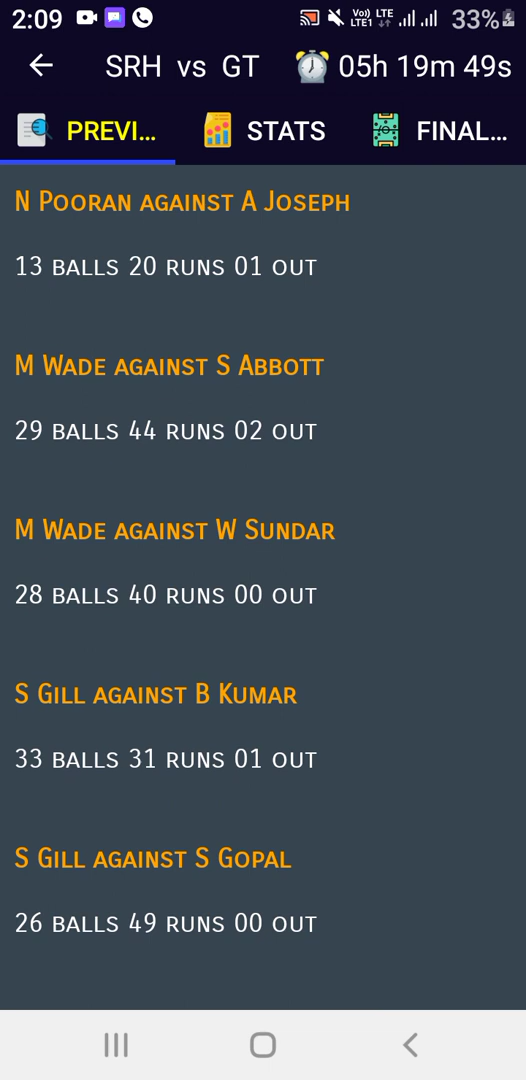 2:09 VoLTE1 LTE 33%
SRH vs GT 05h 19m 49s
PREVI... STATS FINAL...
N Pooran against A Joseph
13 balls 20 runs 01 out
M Wade against S Abbott
29 balls 44 runs 02 out
M Wade against W Sundar
28 balls 40 runs 00 out
S Gill against B Kumar
33 balls 31 runs 01 out
S Gill against S Gopal
26 balls 49 runs 00 out